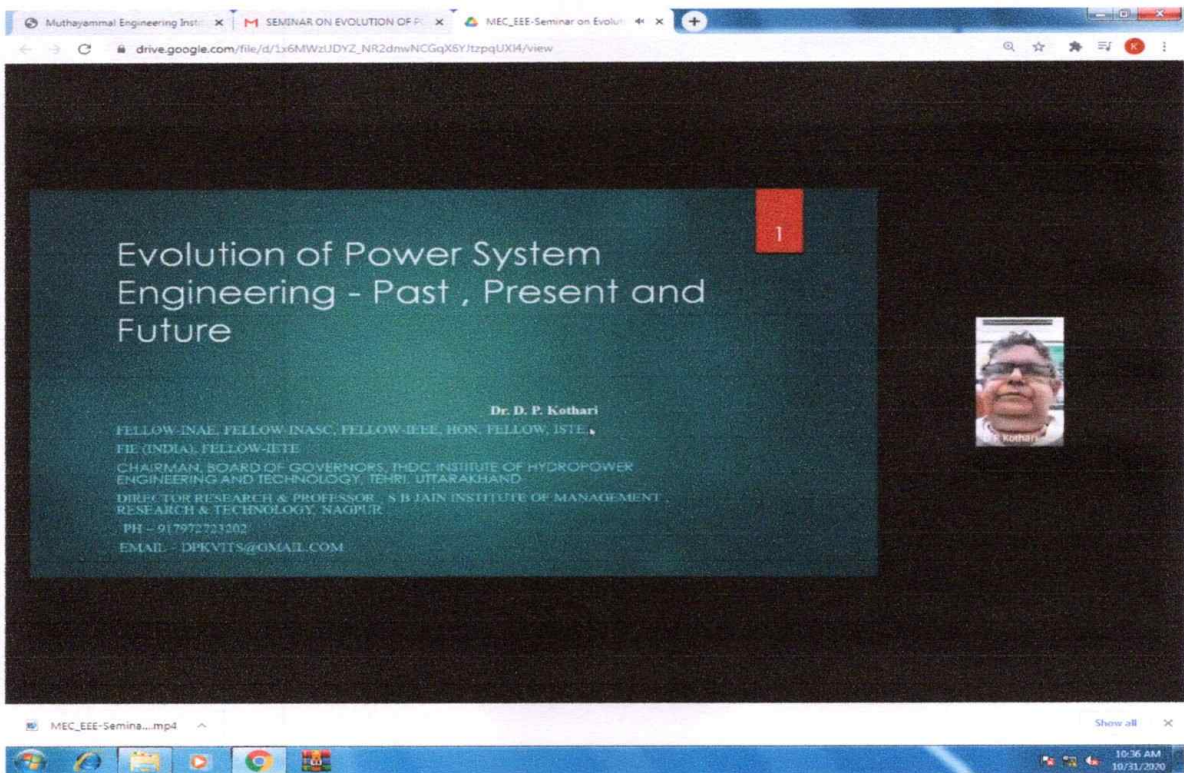 Muthayammal Engineering Insti
SEMINAR ON EVOLUTION OF PO
MEC_EEE-Seminar on Evolut
drive.google.com/file/d/
K
1
Evolution of Power System
Engineering - Past , Present and
Future
Dr. D. P. Kothari
FELLOW-INAE, FELLOW-INASC, FELLOW-IEEE, HON. FELLOW, ISTE,
FIE (INDIA), FELLOW-IETE
CHAIRMAN, BOARD OF GOVERNORS, THDC INSTITUTE OF HYDROPOWER
ENGINEERING AND TECHNOLOGY, TEHRI, UTTARAKHAND
DIRECTOR RESEARCH & PROFESSOR , S B JAIN INSTITUTE OF MANAGEMENT ,
RESEARCH & TECHNOLOGY, NAGPUR
PH – 917972723202
EMAIL - DPKVITS@GMAIL.COM
D P Kothari
MEC_EEE-Semina....mp4
Show all
10:36 AM
10/31/2020